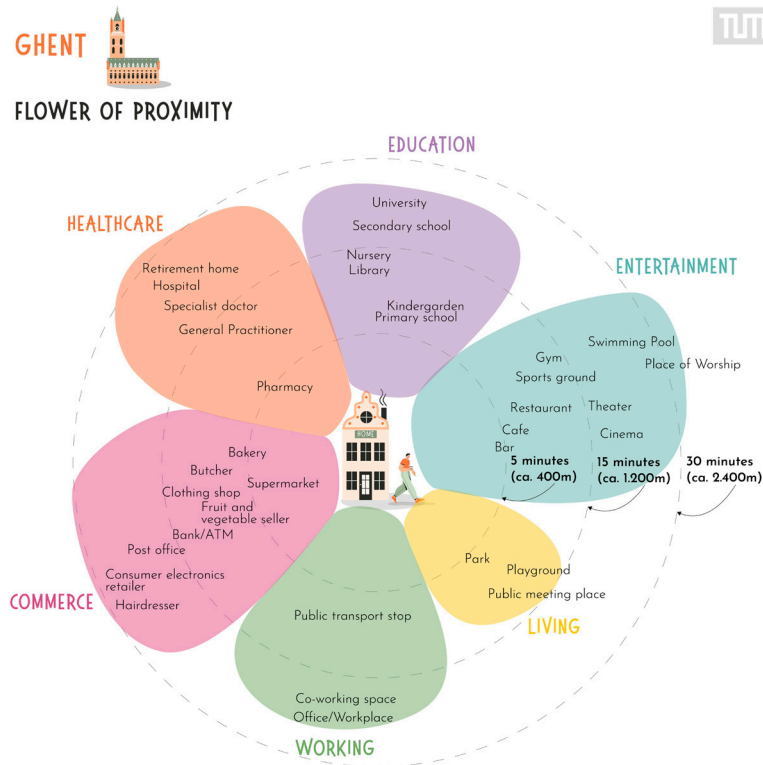 GHENT
TUM
FLOWER OF PROXIMITY
EDUCATION
University
Secondary school
Nursery
Library
Kindergarden
Primary school
HEALTHCARE
Retirement home
Hospital
Specialist doctor
General Practitioner
Pharmacy
ENTERTAINMENT
Swimming Pool
Gym
Place of Worship
Sports ground
Restaurant
Theater
Cafe
Cinema
Bar
5 minutes
(ca. 400m)
15 minutes
(ca. 1.200m)
30 minutes
(ca. 2.400m)
HOME
Bakery
Butcher
Supermarket
Clothing shop
Fruit and
vegetable seller
Bank/ATM
Post office
Consumer electronics
retailer
Hairdresser
COMMERCE
Park
Playground
Public meeting place
LIVING
Public transport stop
Co-working space
Office/Workplace
WORKING